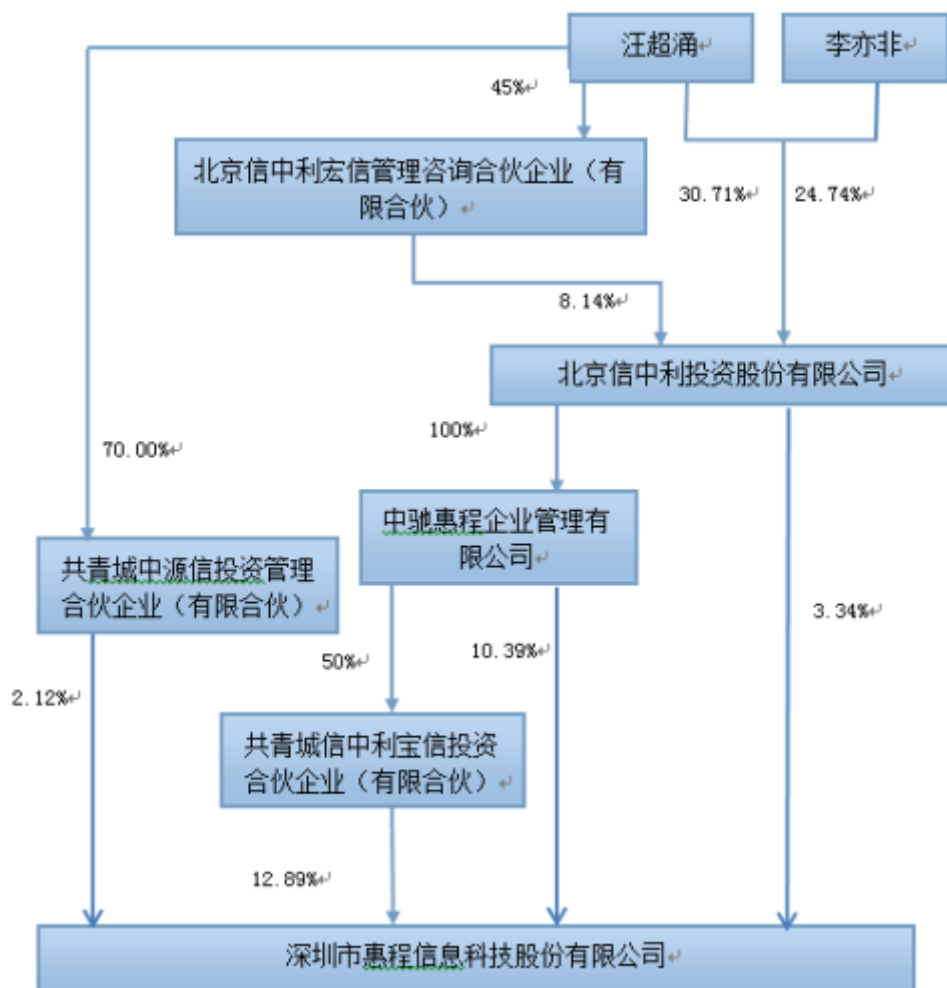 汪超涌↵
李亦非↵
45%↵
北京信中利宏信管理咨询合伙企业（有
限合伙）↵
30.71%↵
24.74%↵
8.14%↵
北京信中利投资股份有限公司↵
100%↵
70.00%↵
中驰惠程企业管理有
限公司↵
共青城中源信投资管理
合伙企业（有限合伙）↵
3.34%↵
50%↵
10.39%↵
2.12%↵
共青城信中利宝信投资
合伙企业（有限合伙）↵
12.89%↵
深圳市惠程信息科技股份有限公司↵